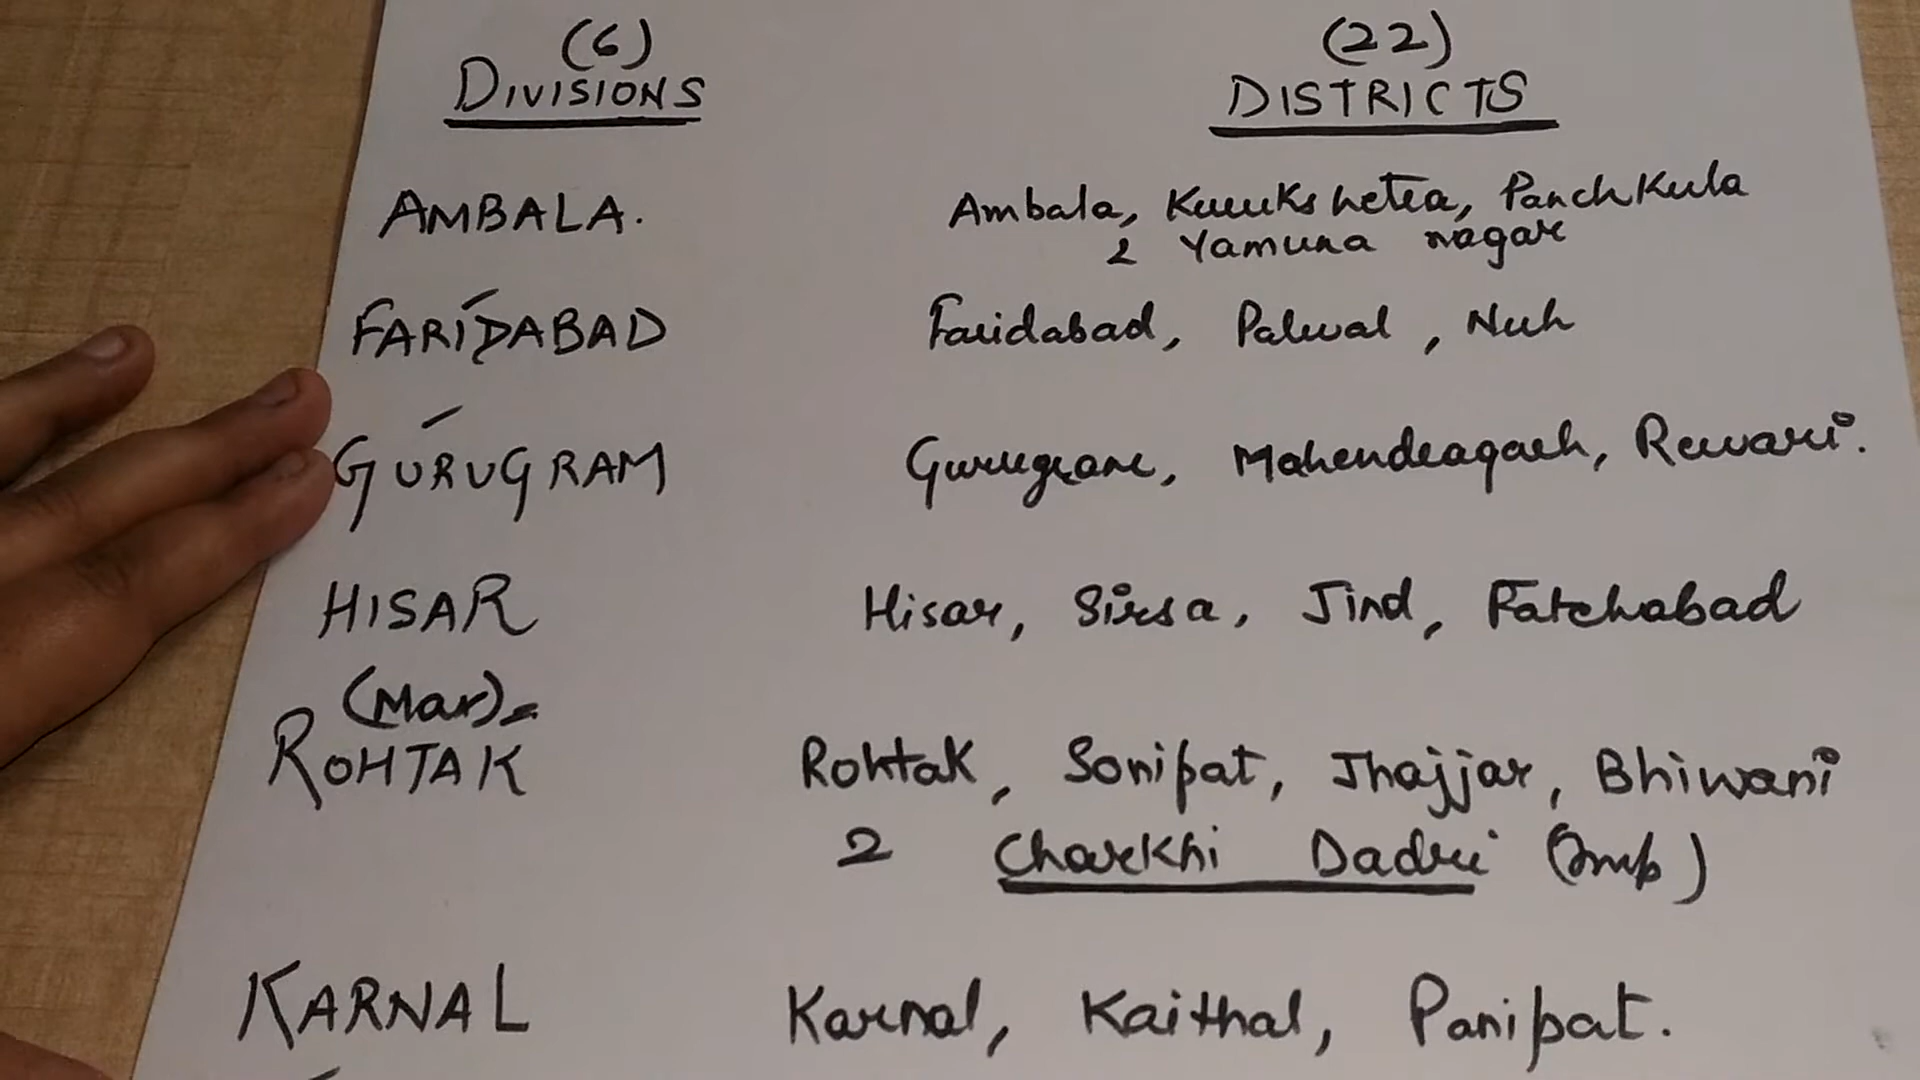 (6) (22)
DIVISIONS DISTRICTS
AMBALA. Ambala, Kurukshetra, Panchkula
& Yamuna nagar
FARIDABAD Faridabad, Palwal, Nuh
GURUGRAM Gurugram, Mahendragarh, Rewari.
HISAR Hisar, Sirsa, Jind, Fatehabad
(Max)
ROHTAK Rohtak, Sonipat, Jhajjar, Bhiwani
& Charkhi Dadri (Imp)
KARNAL Karnal, Kaithal, Panipat.